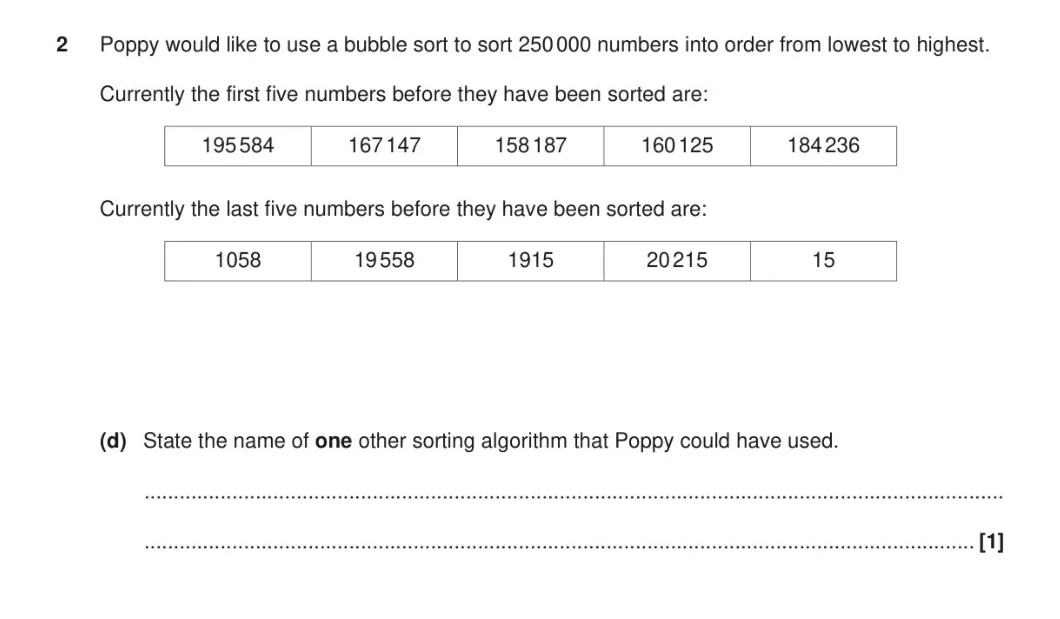 2 Poppy would like to use a bubble sort to sort 250 000 numbers into order from lowest to highest.
Currently the first five numbers before they have been sorted are:
195 584 167 147 158 187 160 125 184 236
Currently the last five numbers before they have been sorted are:
1058 19 558 1915 20 215 15
(d) State the name of one other sorting algorithm that Poppy could have used.
[1]